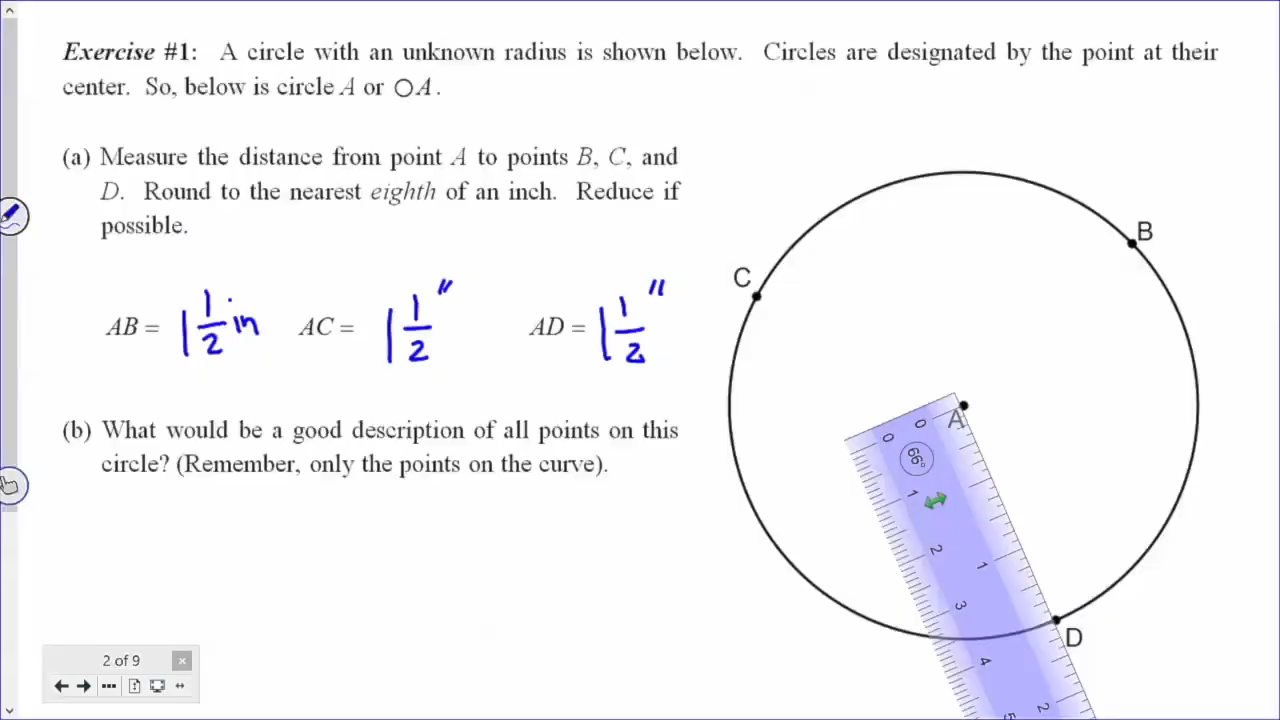 Exercise #1: A circle with an unknown radius is shown below. Circles are designated by the point at their
center. So, below is circle A or ○A.
(a) Measure the distance from point A to points B, C, and
D. Round to the nearest eighth of an inch. Reduce if
possible.
AB = 1 1/2 in AC = 1 1/2" AD = 1 1/2"
(b) What would be a good description of all points on this
circle? (Remember, only the points on the curve).
B
C
A
D
0 0
66°
1
2 1
3
4
5 2
2 of 9